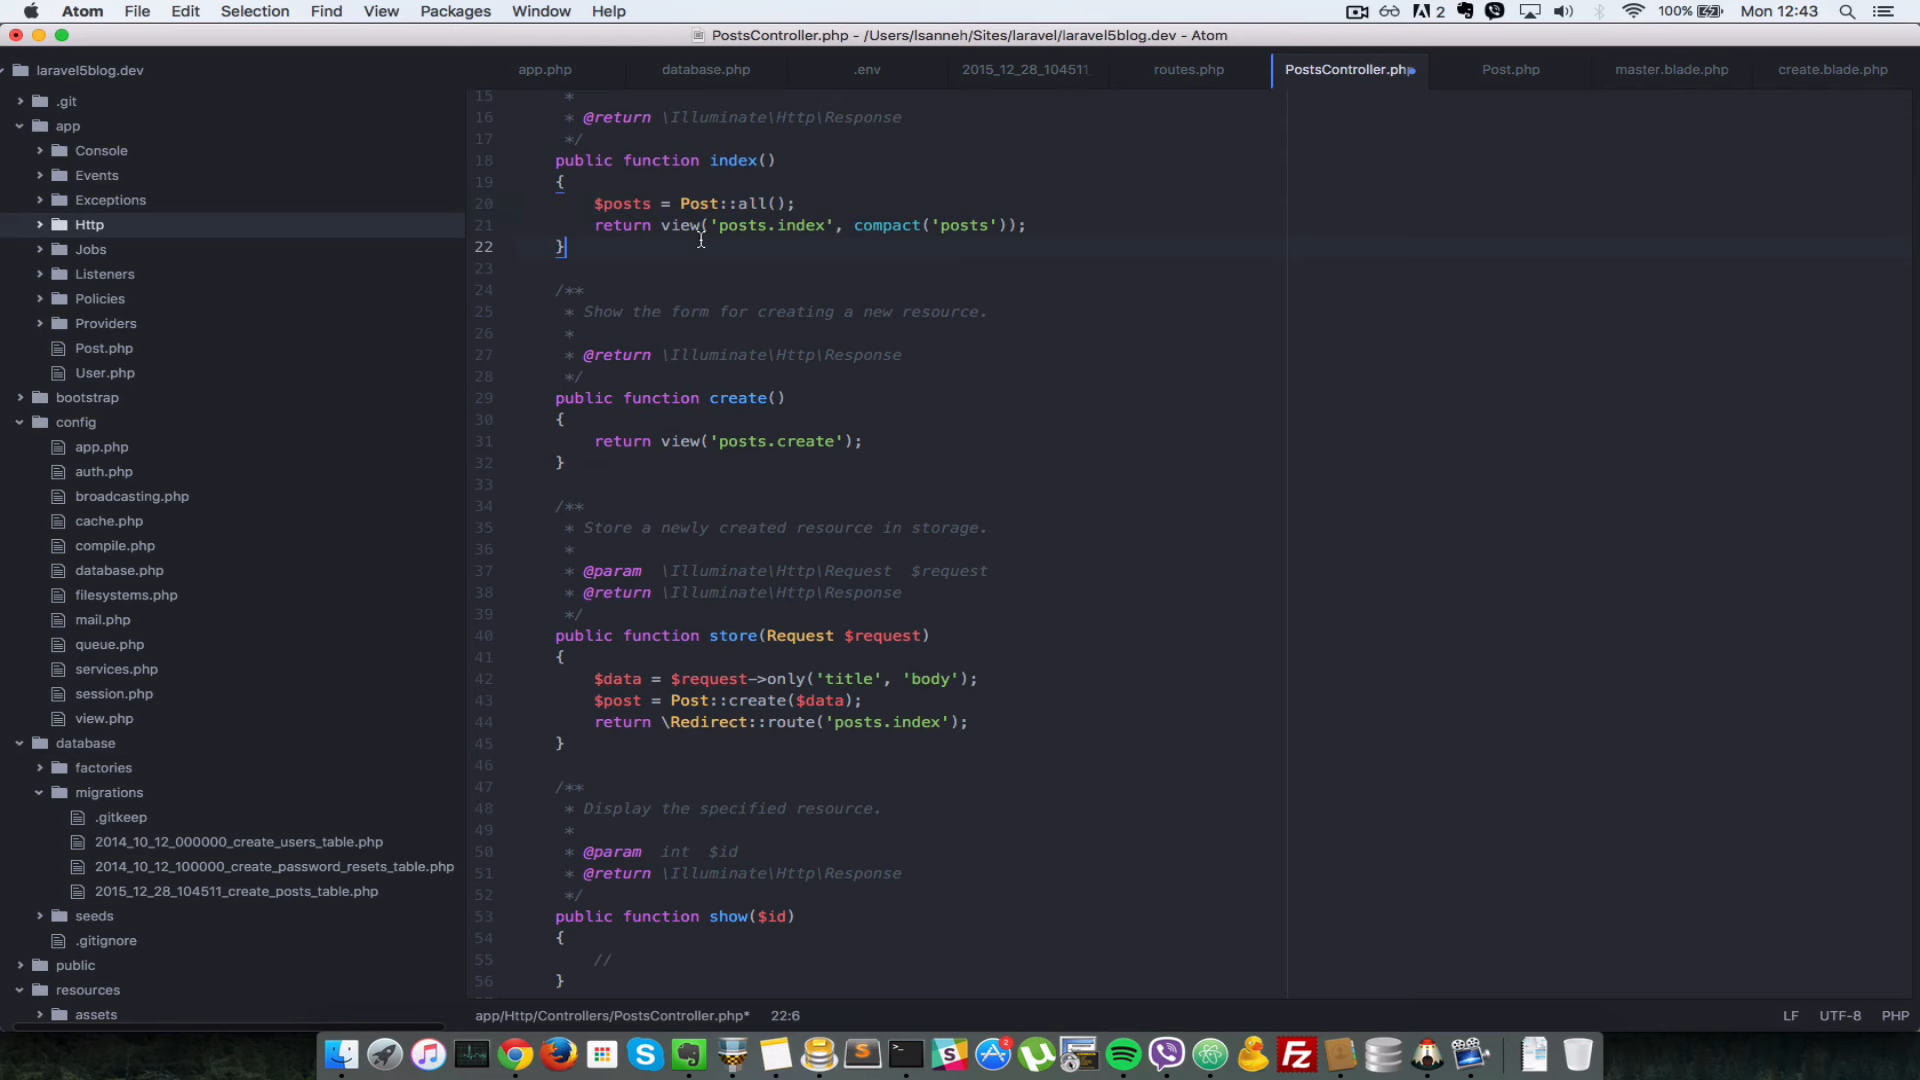 Atom File Edit Selection Find View Packages Window Help 2 100% Mon 12:43
PostsController.php - /Users/lsanneh/Sites/laravel/laravel5blog.dev - Atom
laravel5blog.dev
.git
app
Console
Events
Exceptions
Http
Jobs
Listeners
Policies
Providers
Post.php
User.php
bootstrap
config
app.php
auth.php
broadcasting.php
cache.php
compile.php
database.php
filesystems.php
mail.php
queue.php
services.php
session.php
view.php
database
factories
migrations
.gitkeep
2014_10_12_000000_create_users_table.php
2014_10_12_100000_create_password_resets_table.php
2015_12_28_104511_create_posts_table.php
seeds
.gitignore
public
resources
assets
app.php database.php .env 2015_12_28_104511 routes.php PostsController.php Post.php master.blade.php create.blade.php
15 *
16 * @return \Illuminate\Http\Response
17 */
18 public function index()
19 {
20 $posts = Post::all();
21 return view('posts.index', compact('posts'));
22 }
23
24 /**
25 * Show the form for creating a new resource.
26 *
27 * @return \Illuminate\Http\Response
28 */
29 public function create()
30 {
31 return view('posts.create');
32 }
33
34 /**
35 * Store a newly created resource in storage.
36 *
37 * @param \Illuminate\Http\Request $request
38 * @return \Illuminate\Http\Response
39 */
40 public function store(Request $request)
41 {
42 $data = $request->only('title', 'body');
43 $post = Post::create($data);
44 return \Redirect::route('posts.index');
45 }
46
47 /**
48 * Display the specified resource.
49 *
50 * @param int $id
51 * @return \Illuminate\Http\Response
52 */
53 public function show($id)
54 {
55 //
56 }
app/Http/Controllers/PostsController.php* 22:6 LF UTF-8 PHP